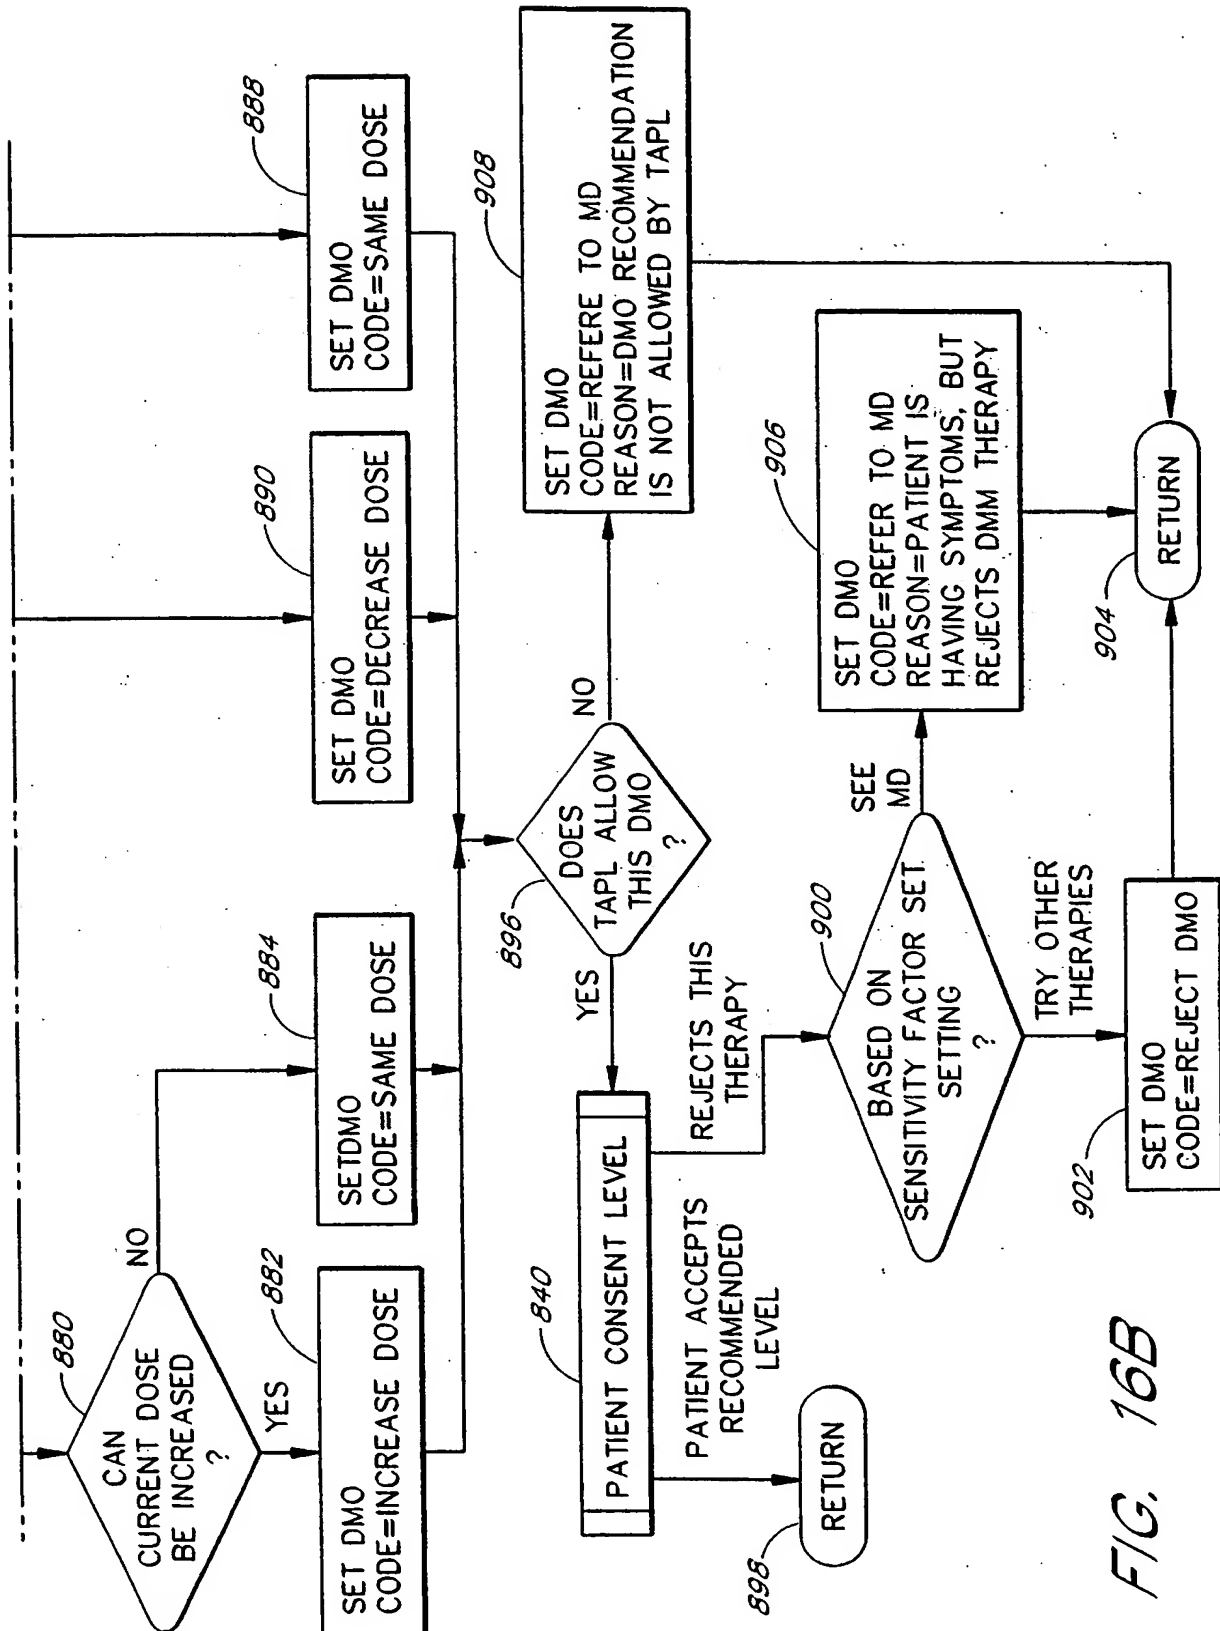 CAN
CURRENT DOSE
BE INCREASED
?
880
NO
YES
882
SET DMO
CODE=INCREASE DOSE
884
SETDMO
CODE=SAME DOSE
890
SET DMO
CODE=DECREASE DOSE
888
SET DMO
CODE=SAME DOSE
896
DOES
TAPL ALLOW
THIS DMO
?
YES
NO
908
SET DMO
CODE=REFERE TO MD
REASON=DMO RECOMMENDATION
IS NOT ALLOWED BY TAPL
840
PATIENT CONSENT LEVEL
PATIENT ACCEPTS
RECOMMENDED
LEVEL
REJECTS THIS
THERAPY
898
RETURN
900
BASED ON
SENSITIVITY FACTOR SET
SETTING
?
SEE
MD
TRY OTHER
THERAPIES
906
SET DMO
CODE=REFER TO MD
REASON=PATIENT IS
HAVING SYMPTOMS, BUT
REJECTS DMM THERAPY
902
SET DMO
CODE=REJECT DMO
904
RETURN
FIG. 16B